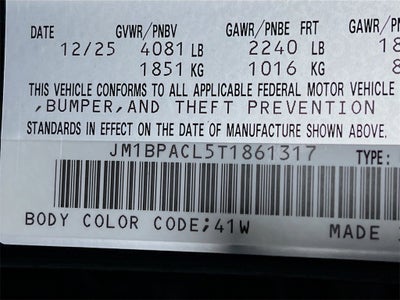 DATE GVWR/PNBV GAWR/PNBE FRT GAWR/PNBE
12/25 4081 LB 2240 LB 18
1851 KG 1016 KG 8
THIS VEHICLE CONFORMS TO ALL APPLICABLE FEDERAL MOTOR VEHICLE
,BUMPER,AND THEFT PREVENTION
STANDARDS IN EFFECT ON THE DATE OF MANUFACTURE SHOWN ABOVE.
JM1BPACL5T1861317 TYPE:
BODY COLOR CODE;41W MADE